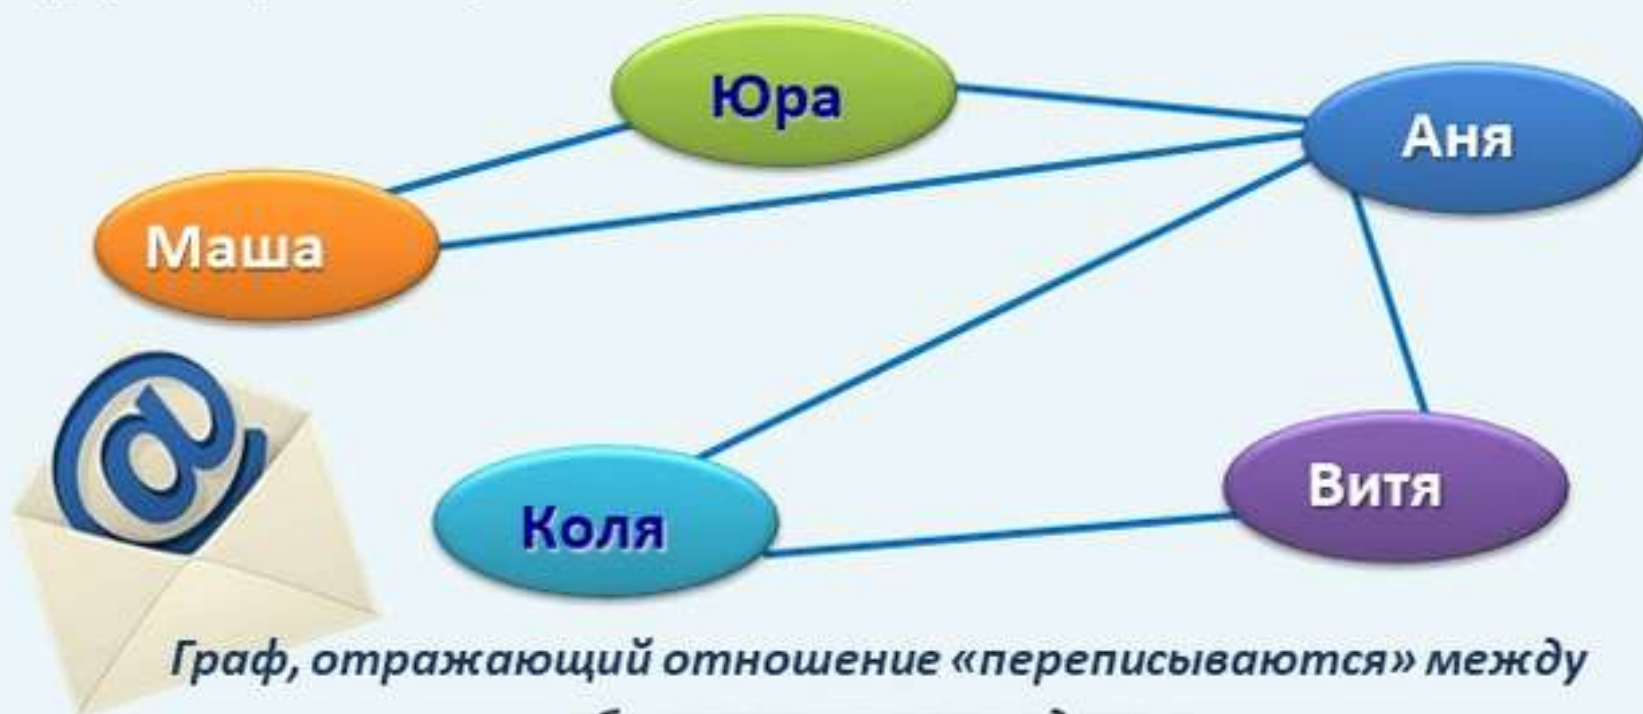 Юра
Аня
Маша
Витя
Коля
Граф, отражающий отношение «переписываются» между